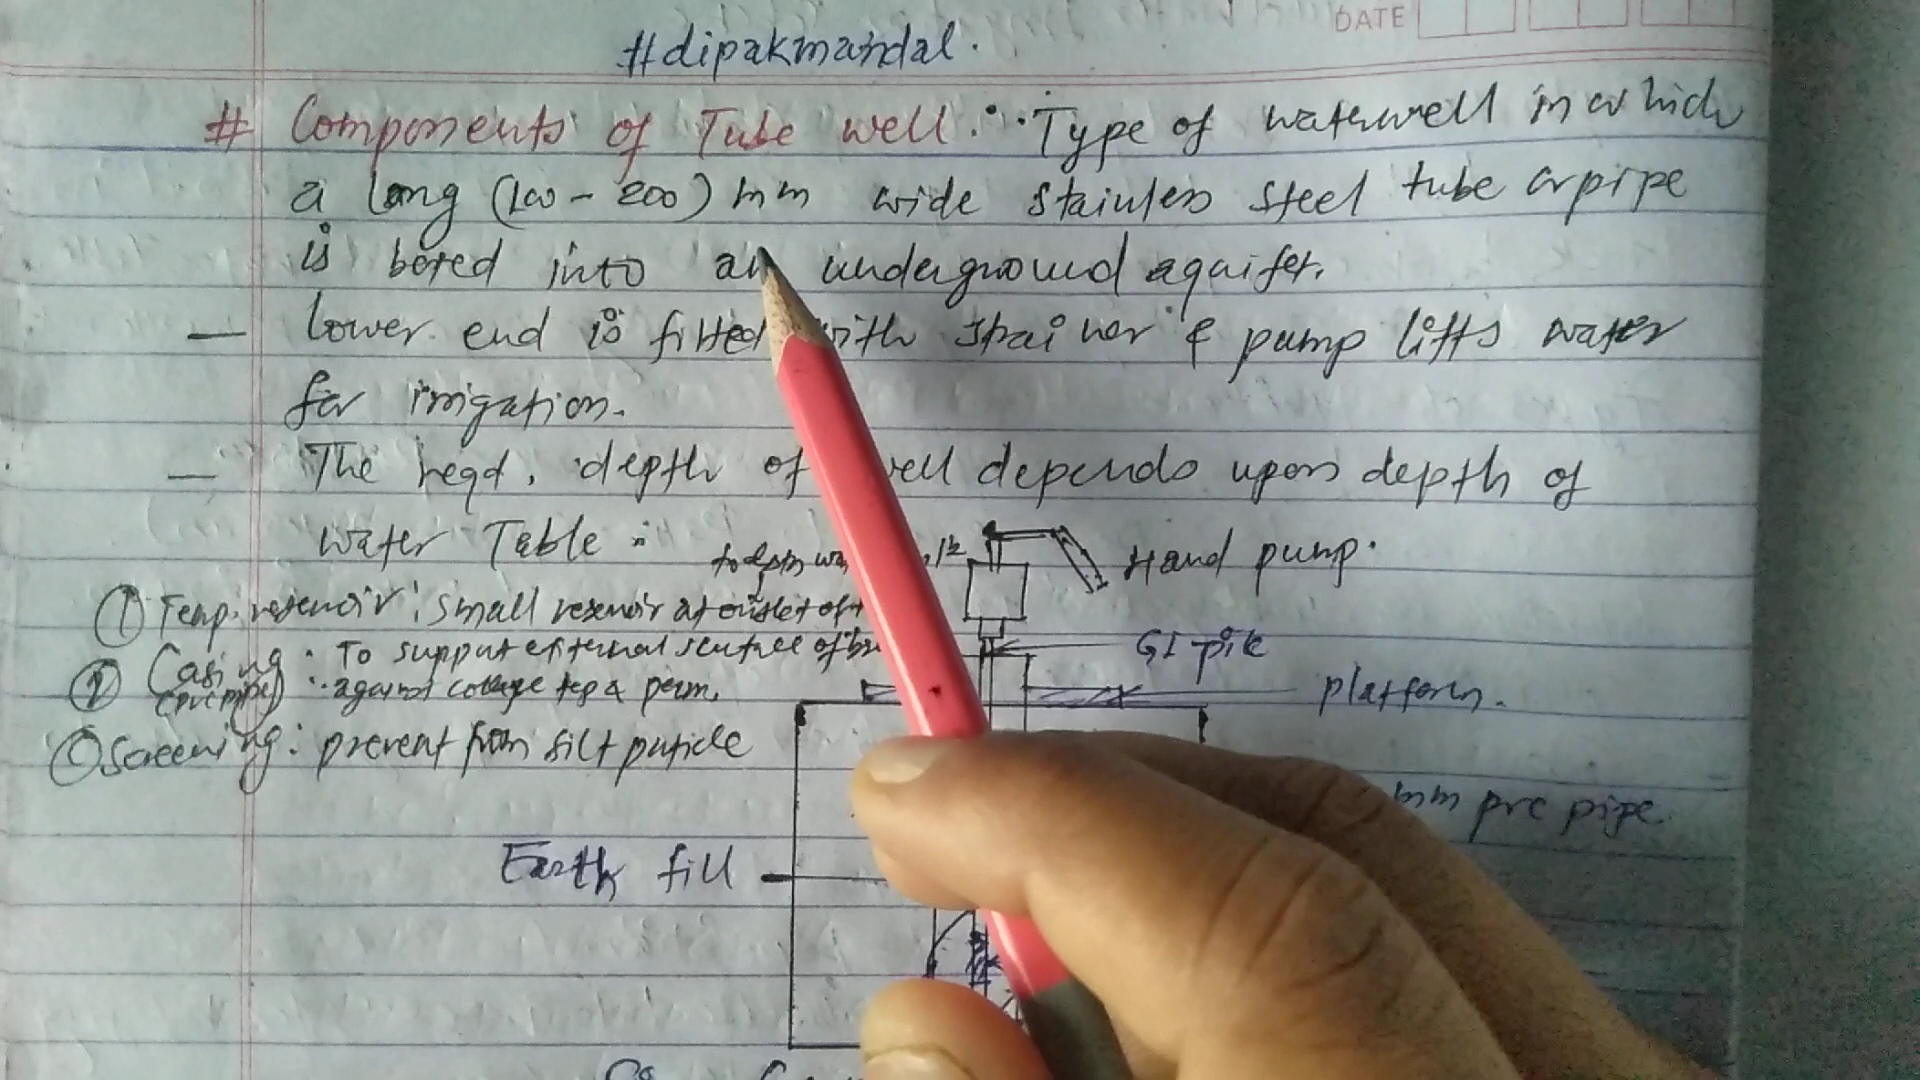 DATE
#dipakmandal.
# Components of Tube well :- Type of waterwell in which
a long (100 - 200) mm wide stainless steel tube or pipe
is bored into an underground aquifer.
— Lower end is fitted with strainer & pump lifts water
for irrigation.
— The reqd. depth of well depends upon depth of
water Table :
Hand pump.
① Temp. reservoir : small reservoir at outlet of
② Casing : To support external surface of
(pvc pipe) against collapse temp & perm.
GI pipe
platform.
③ Screening : prevent from silt particle
mm pvc pipe.
Earth fill